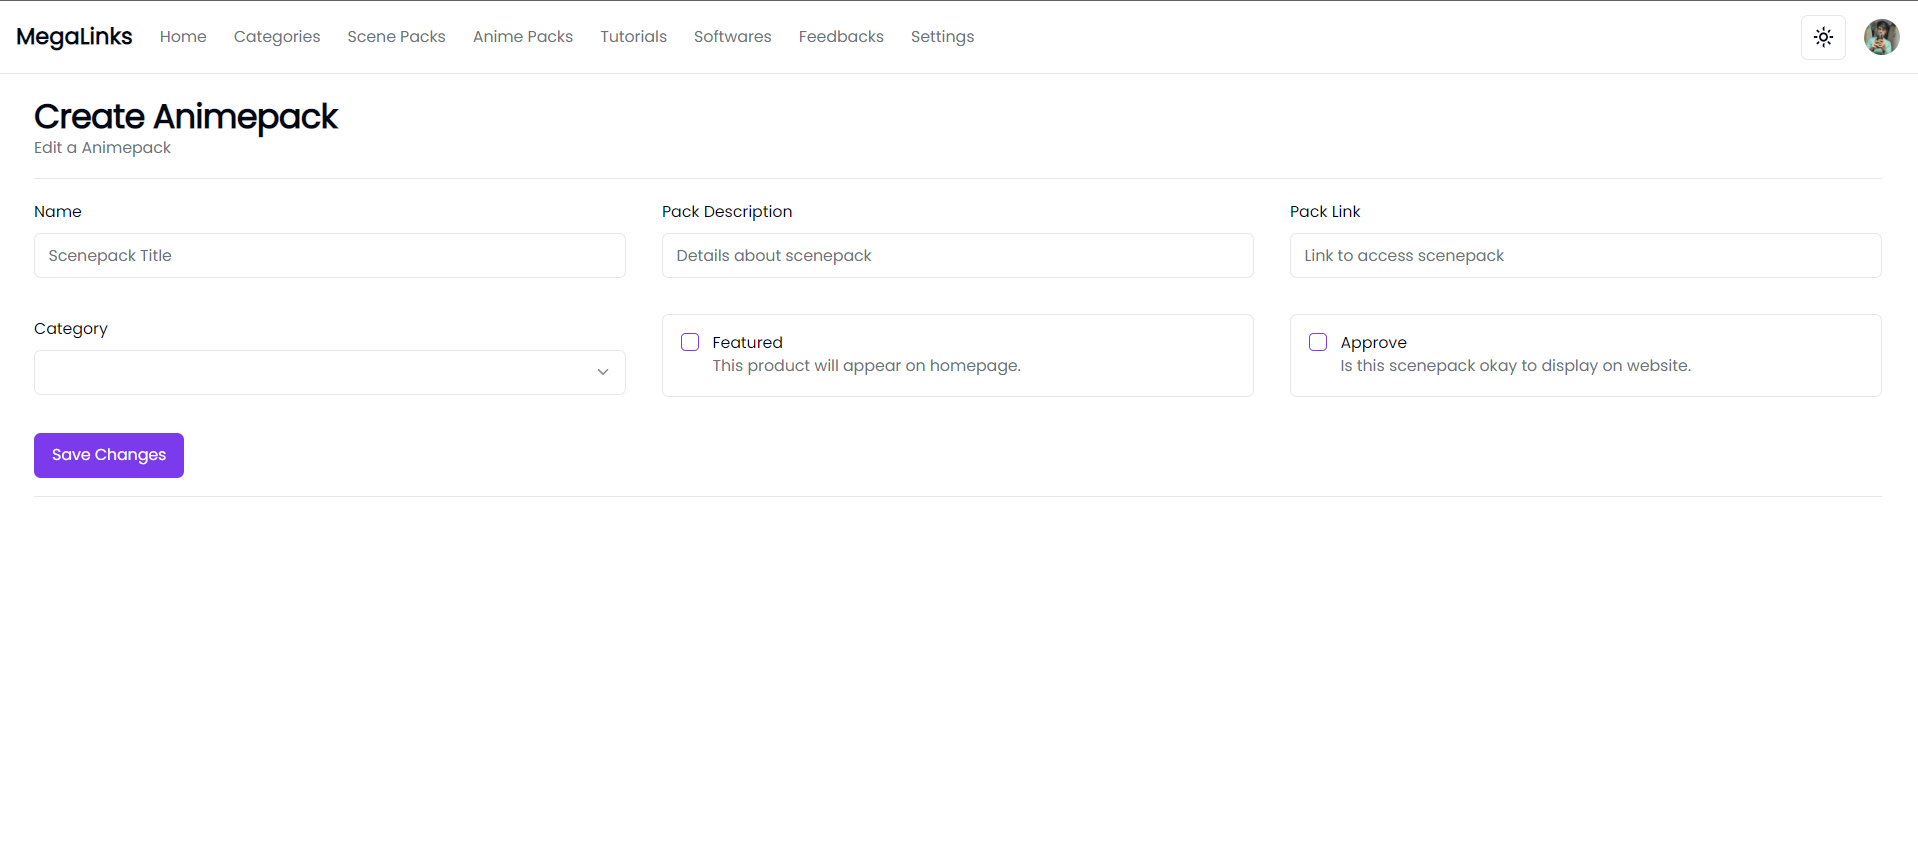 MegaLinks Home Categories Scene Packs Anime Packs Tutorials Softwares Feedbacks Settings
Create Animepack
Edit a Animepack
Name Pack Description Pack Link
Scenepack Title Details about scenepack Link to access scenepack
Category
Featured Approve
This product will appear on homepage. Is this scenepack okay to display on website.
Save Changes